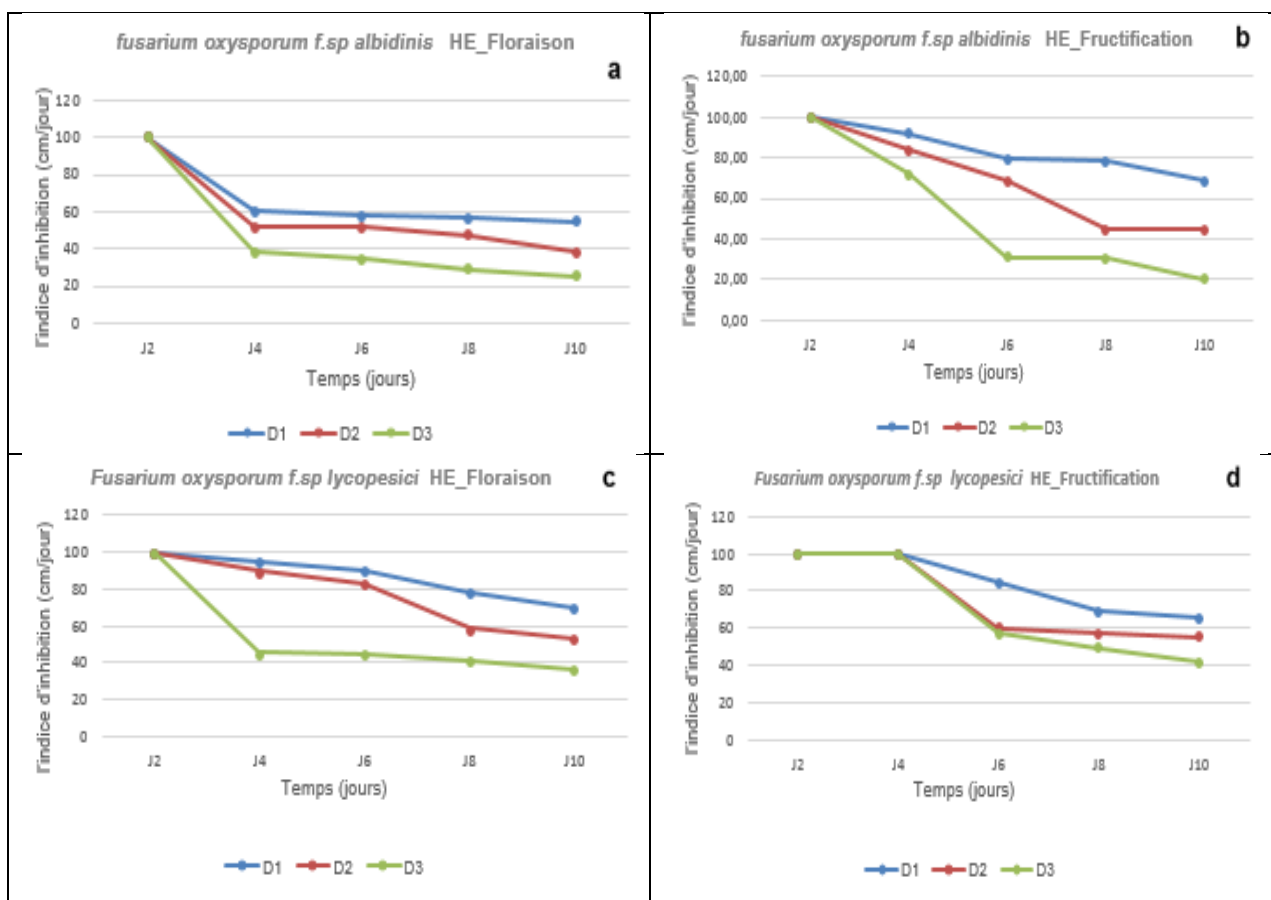 fusarium oxysporum f.sp albidinis HE_Floraison
a
l'indice d'inhibition (cm/jour)
120
100
80
60
40
20
0
J2 J4 J6 J8 J10
Temps (jours)
D1 D2 D3
fusarium oxysporum f.sp albidinis HE_Fructification
b
l'indice d'inhibition (cm/jour)
120,00
100,00
80,00
60,00
40,00
20,00
0,00
J2 J4 J6 J8 J10
Temps (jours)
D1 D2 D3
Fusarium oxysporum f.sp lycopesici HE_Floraison
c
l'indice d'inhibition (cm/jour)
120
100
80
60
40
20
0
J2 J4 J6 J8 J10
Temps (jours)
D1 D2 D3
Fusarium oxysporum f.sp lycopesici HE_Fructification
d
l'indice d'inhibition (cm/jour)
120
100
80
60
40
20
0
J2 J4 J6 J8 J10
Temps (jours)
D1 D2 D3